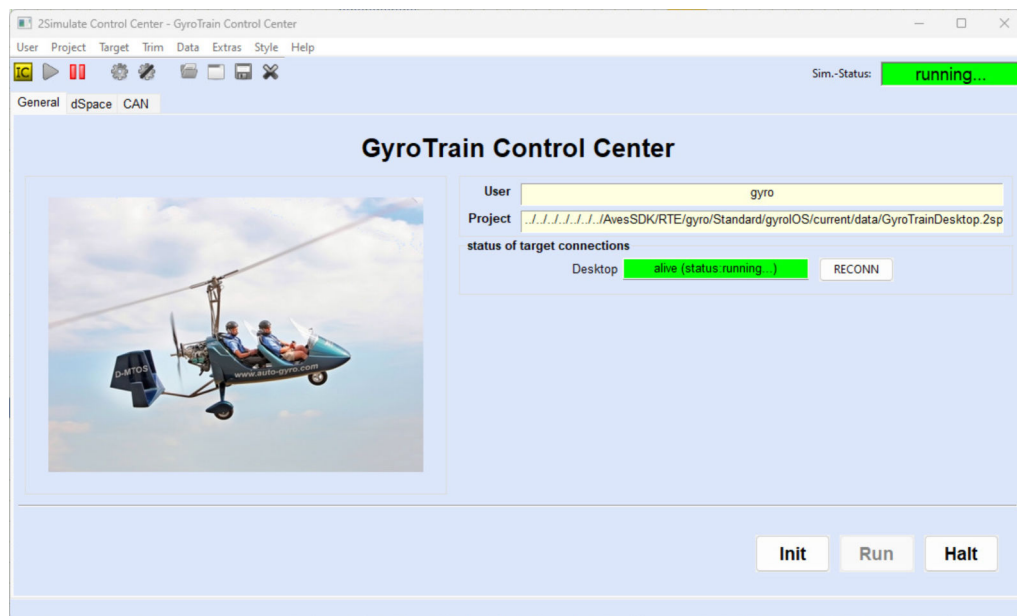 2Simulate Control Center - GyroTrain Control Center
User Project Target Trim Data Extras Style Help
IC
Sim.-Status: running...
General dSpace CAN
GyroTrain Control Center
User gyro
Project ../../../../../../../AvesSDK/RTE/gyro/Standard/gyroIOS/current/data/GyroTrainDesktop.2sp
status of target connections
Desktop alive (status:running...) RECONN
D-MTOS
www.auto-gyro.com
Init Run Halt